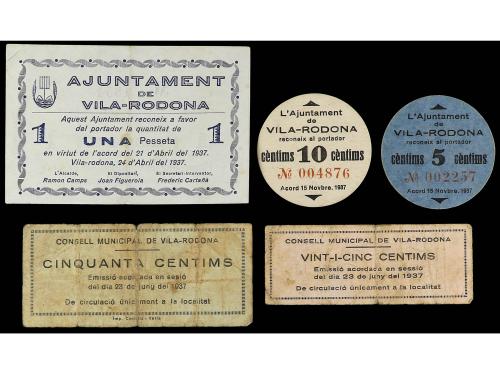 AJUNTAMENT
DE
VILA-RODONA
Aquest Ajuntament reconeix a favor
del portador la quantitat de
1 UNA Pesseta 1
en virtut de l'acord del 21 d'Abril del 1937.
Vila-rodona, 24 d'Abril del 1937.
L'Alcalde, El Dipositari, El Secretari-Interventor,
Ramon Camps Joan Figuerola Frederic Cartañá
L'Ajuntament
de
VILA-RODONA
reconeix al portador
cèntims 10 cèntims
№ 004876
Acord 15 Novbre. 1937
L'Ajuntament
de
VILA-RODONA
reconeix al portador
cèntims 5 cèntims
№ 002257
Acord 15 Novbre. 1937
CONSELL MUNICIPAL DE VILA-RODONA
CINQUANTA CENTIMS
Emissió acordada en sesió
del dia 23 de juny del 1937
De circulació únicament a la localitat
CONSELL MUNICIPAL DE VILA-RODONA
VINT-I-CINC CENTIMS
Emissió acordada en sessió
del dia 23 de juny del 1937
De circulació únicament a la localitat